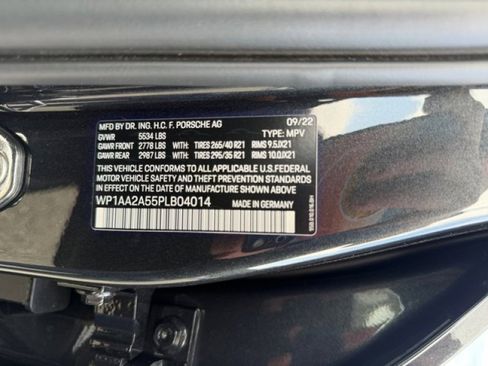 MFD BY DR. ING. H.C. F. PORSCHE AG 09/22
GVWR 5534 LBS TYPE: MPV
GAWR FRONT 2778 LBS WITH: TIRES 265/40 R21 RIMS 9.5JX21
GAWR REAR 2987 LBS WITH: TIRES 295/35 R21 RIMS 10.0JX21
THIS VEHICLE CONFORMS TO ALL APPLICABLE U.S. FEDERAL
SAFETY, BUMPER, AND THEFT PREVENTION STANDARDS
IN EFFECT ON THE DATE OF MANUFACTURE SHOWN ABOVE.
WP1AA2A55PLB04014
MADE IN GERMANY